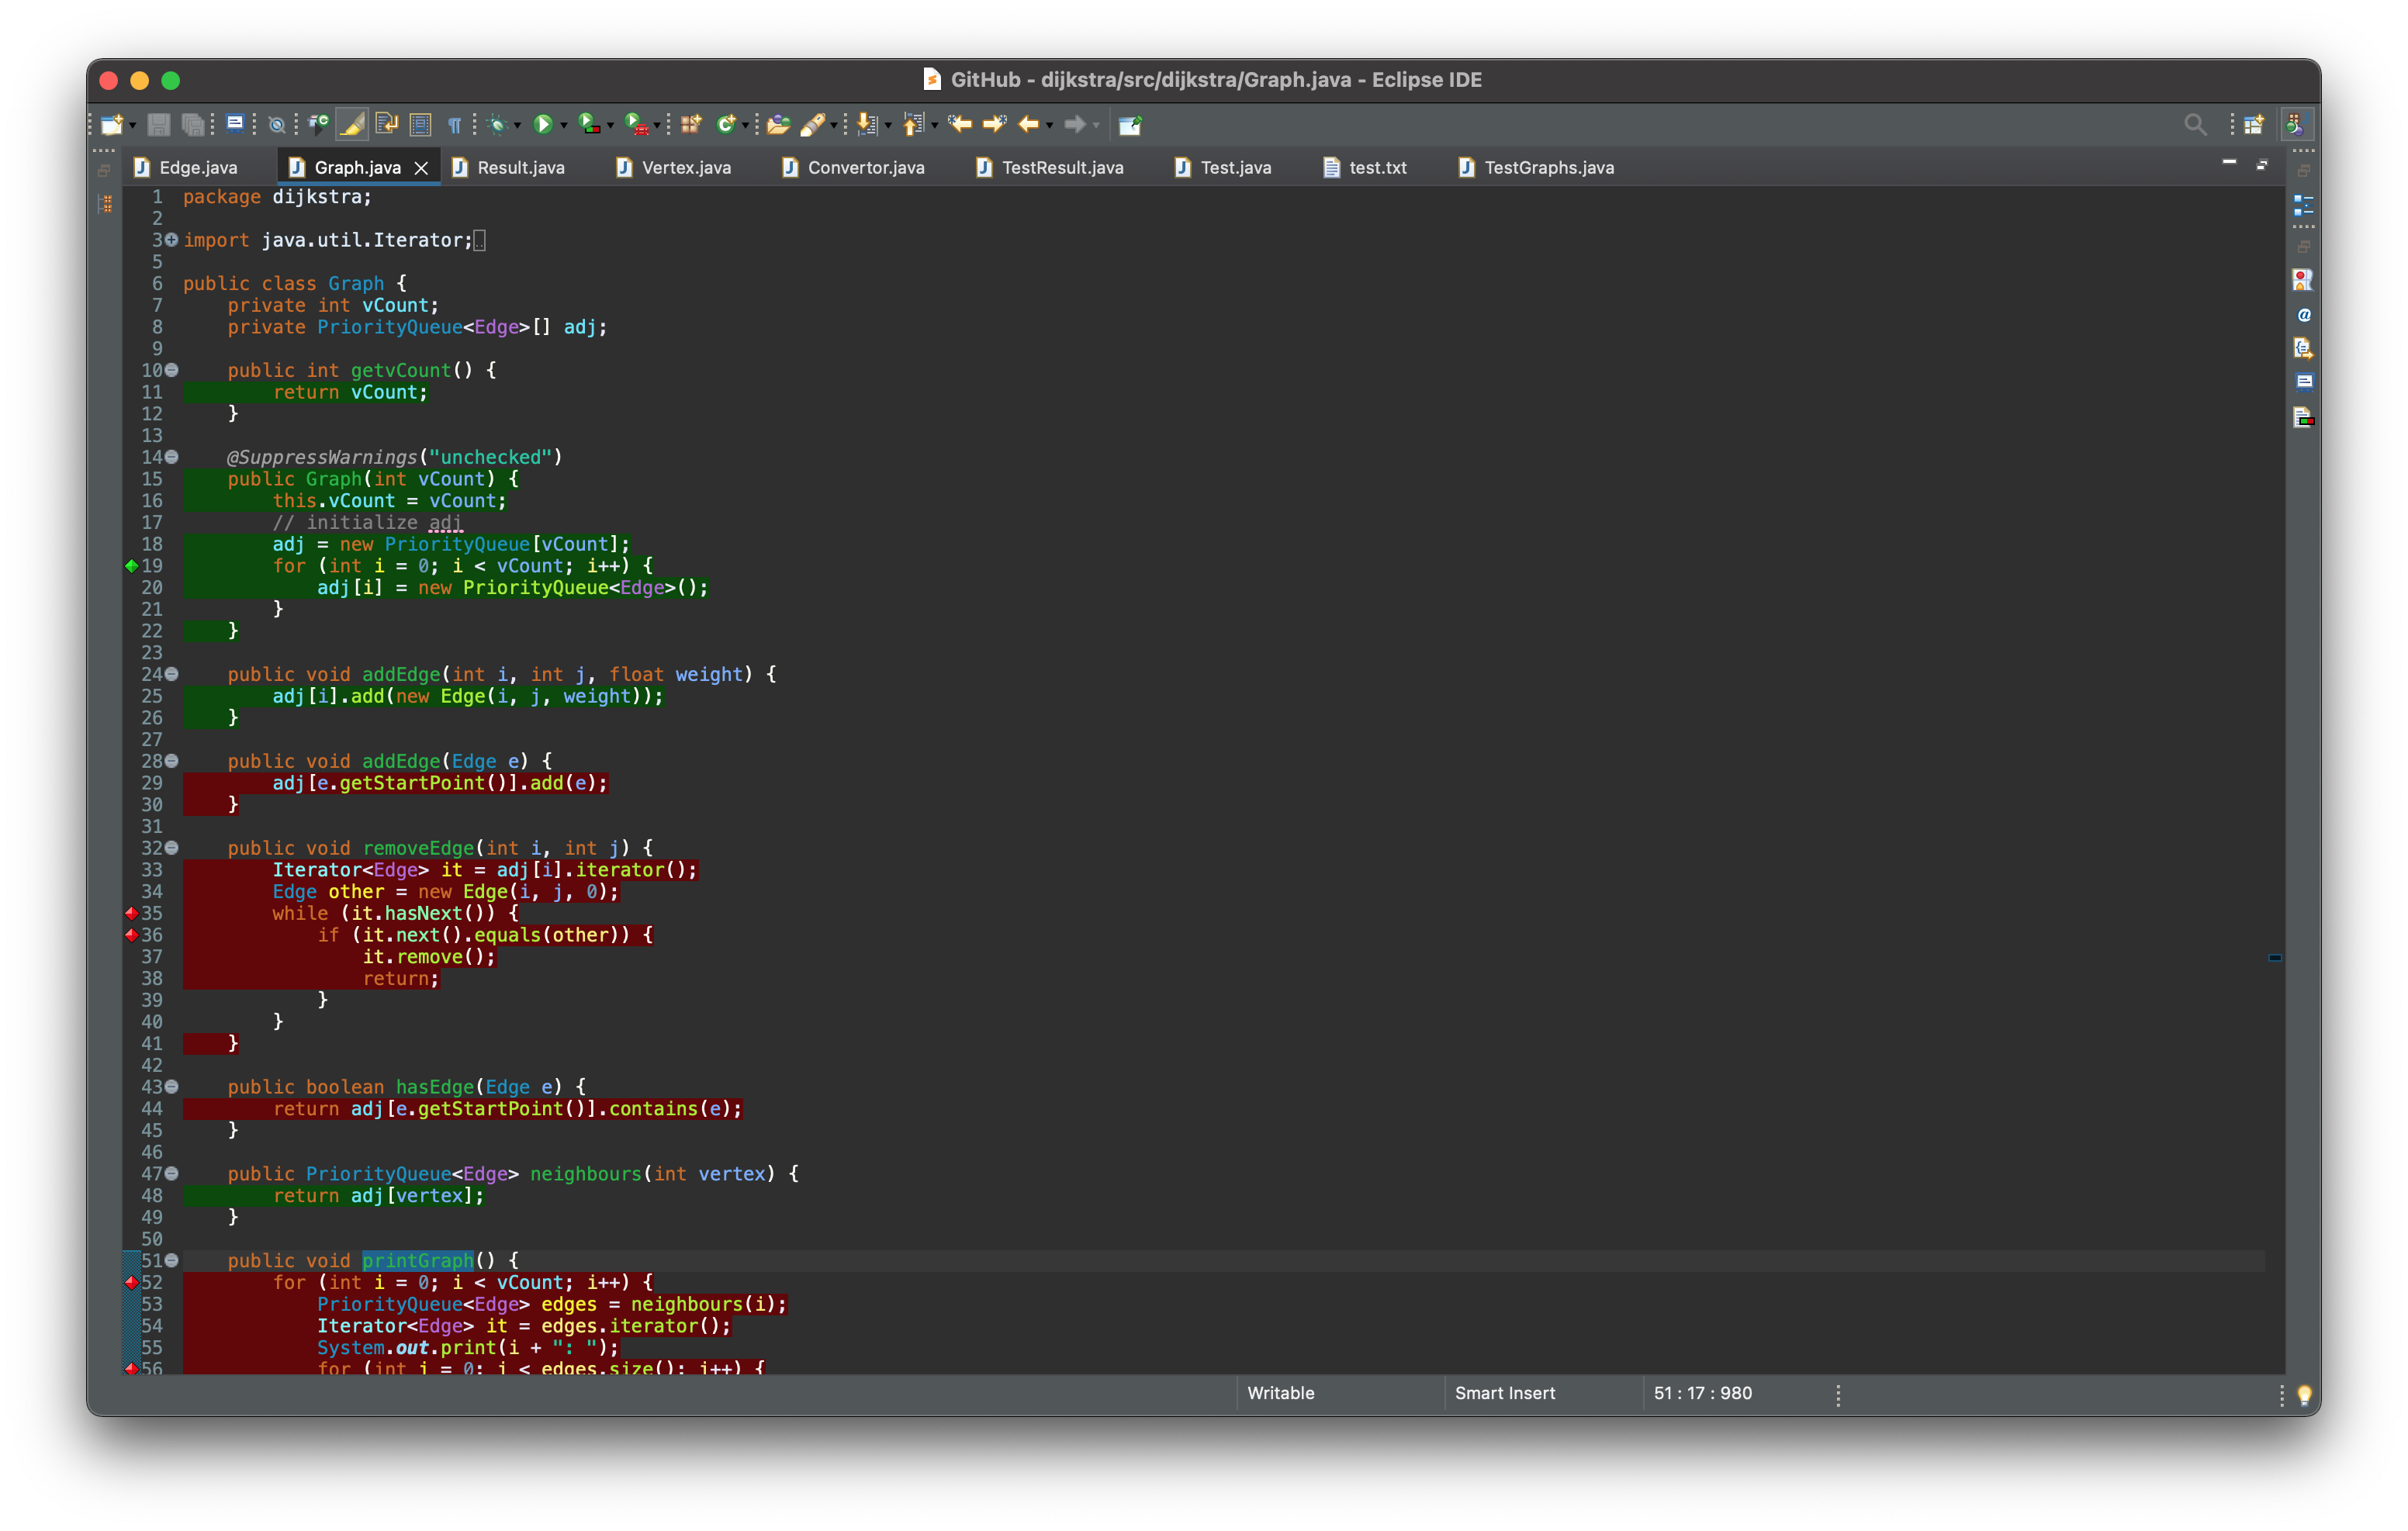 GitHub - dijkstra/src/dijkstra/Graph.java - Eclipse IDE
Edge.java Graph.java Result.java Vertex.java Convertor.java TestResult.java Test.java test.txt TestGraphs.java
1 package dijkstra;
2
3 import java.util.Iterator;
5
6 public class Graph {
7     private int vCount;
8     private PriorityQueue<Edge>[] adj;
9
10     public int getvCount() {
11         return vCount;
12     }
13
14     @SuppressWarnings("unchecked")
15     public Graph(int vCount) {
16         this.vCount = vCount;
17         // initialize adj
18         adj = new PriorityQueue[vCount];
19         for (int i = 0; i < vCount; i++) {
20             adj[i] = new PriorityQueue<Edge>();
21         }
22     }
23
24     public void addEdge(int i, int j, float weight) {
25         adj[i].add(new Edge(i, j, weight));
26     }
27
28     public void addEdge(Edge e) {
29         adj[e.getStartPoint()].add(e);
30     }
31
32     public void removeEdge(int i, int j) {
33         Iterator<Edge> it = adj[i].iterator();
34         Edge other = new Edge(i, j, 0);
35         while (it.hasNext()) {
36             if (it.next().equals(other)) {
37                 it.remove();
38                 return;
39             }
40         }
41     }
42
43     public boolean hasEdge(Edge e) {
44         return adj[e.getStartPoint()].contains(e);
45     }
46
47     public PriorityQueue<Edge> neighbours(int vertex) {
48         return adj[vertex];
49     }
50
51     public void printGraph() {
52         for (int i = 0; i < vCount; i++) {
53             PriorityQueue<Edge> edges = neighbours(i);
54             Iterator<Edge> it = edges.iterator();
55             System.out.print(i + ": ");
56             for (int j = 0; j < edges.size(); j++) {
Writable Smart Insert 51 : 17 : 980